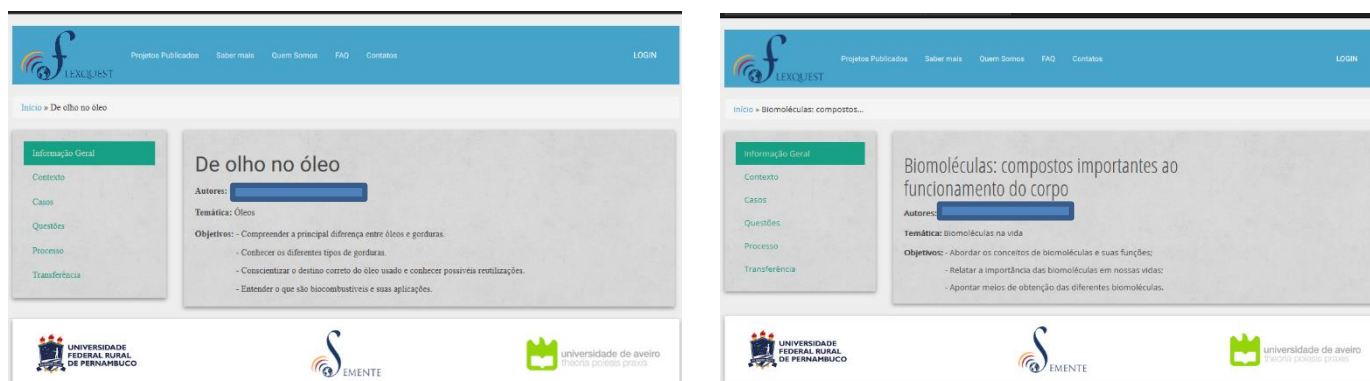 FLEXQUEST
Projetos Publicados Saber mais Quem Somos FAQ Contatos
LOGIN
Início » De olho no óleo
Informação Geral
Contexto
Casos
Questões
Processo
Transferência
De olho no óleo
Autores:
Temática: Óleos
Objetivos: - Compreender a principal diferença entre óleos e gorduras.
- Conhecer os diferentes tipos de gorduras.
- Conscientizar o destino correto do óleo usado e conhecer possíveis reutilizações.
- Entender o que são biocombustíveis e suas aplicações.
UNIVERSIDADE
FEDERAL RURAL
DE PERNAMBUCO
SEMENTE
universidade de aveiro
theoria poiesis praxis
FLEXQUEST
Projetos Publicados Saber mais Quem Somos FAQ Contatos
LOGIN
Início » Biomoléculas: compostos...
Informação Geral
Contexto
Casos
Questões
Processo
Transferência
Biomoléculas: compostos importantes ao
funcionamento do corpo
Autores:
Temática: Biomoléculas na vida
Objetivos: - Abordar os conceitos de biomoléculas e suas funções;
- Relatar a importância das biomoléculas em nossas vidas;
- Apontar meios de obtenção das diferentes biomoléculas.
UNIVERSIDADE
FEDERAL RURAL
DE PERNAMBUCO
SEMENTE
universidade de aveiro
theoria poiesis praxis